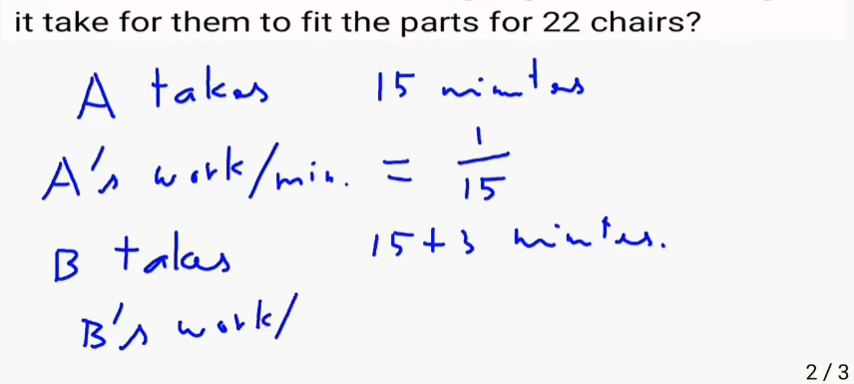 it take for them to fit the parts for 22 chairs?
A takes 15 minutes
A's work/min. = 1/15
B takes 15+3 minutes.
B's work/
2 / 3